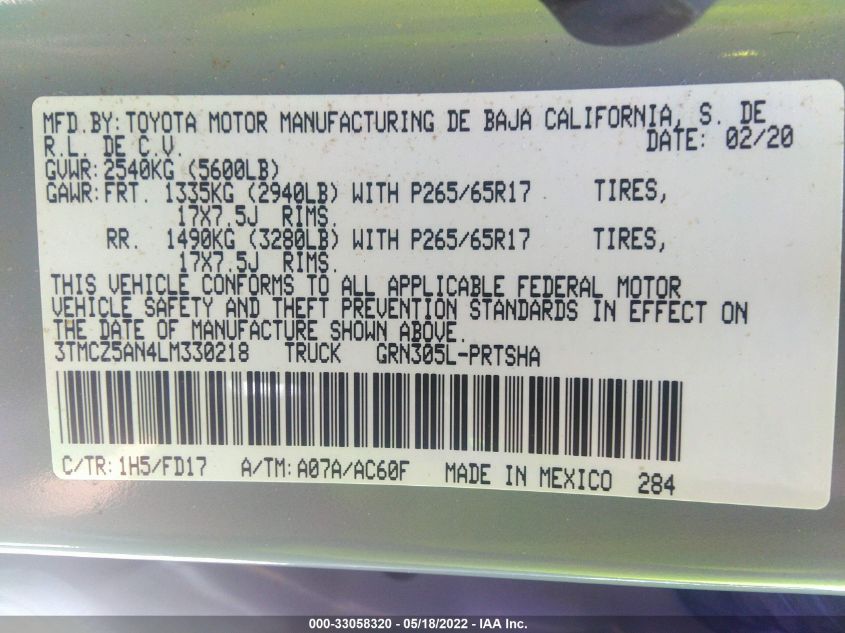 MFD.BY:TOYOTA MOTOR MANUFACTURING DE BAJA CALIFORNIA, S. DE
R.L. DE C.V. DATE: 02/20
GVWR:2540KG (5600LB)
GAWR:FRT. 1335KG (2940LB) WITH P265/65R17 TIRES,
17X7.5J RIMS.
RR. 1490KG (3280LB) WITH P265/65R17 TIRES,
17X7.5J RIMS.
THIS VEHICLE CONFORMS TO ALL APPLICABLE FEDERAL MOTOR
VEHICLE SAFETY AND THEFT PREVENTION STANDARDS IN EFFECT ON
THE DATE OF MANUFACTURE SHOWN ABOVE.
3TMCZ5AN4LM330218 TRUCK GRN305L-PRTSHA
C/TR:1H5/FD17 A/TM:A07A/AC60F MADE IN MEXICO 284
000-33058320 - 05/18/2022 - IAA Inc.